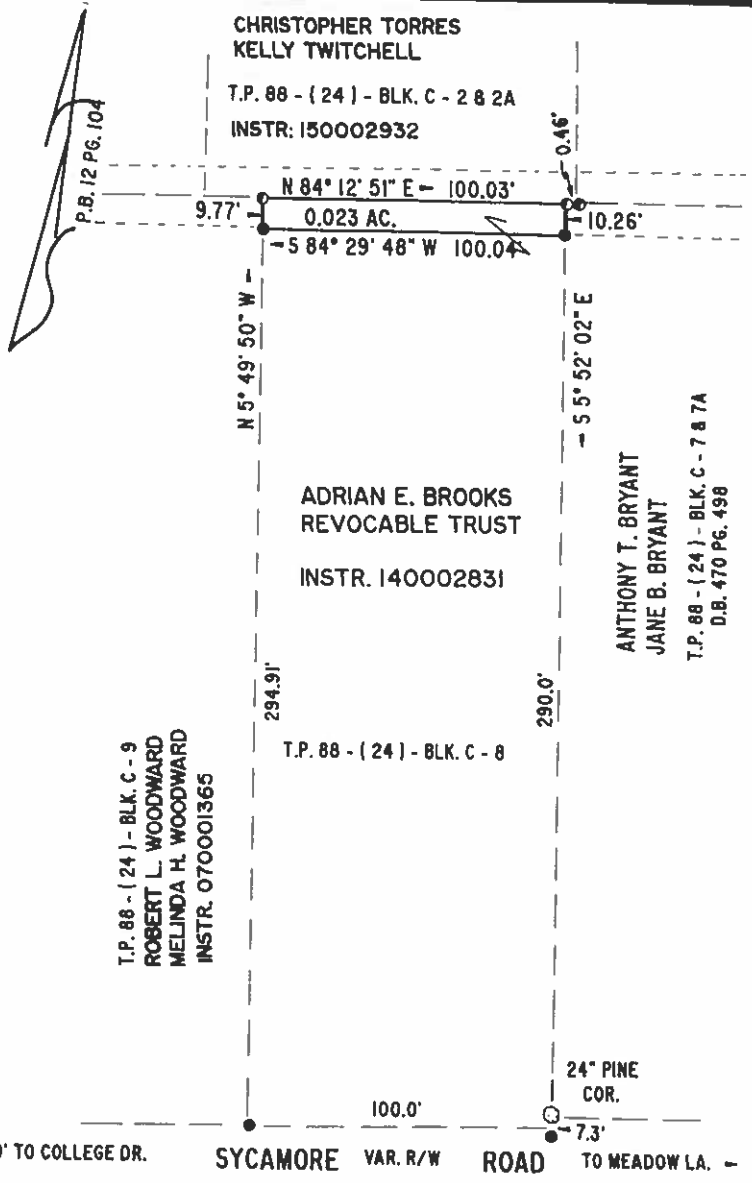 CHRISTOPHER TORRES
KELLY TWITCHELL
T.P. 88 - (24) - BLK. C - 2 & 2A
INSTR: 150002932
P.B. 12 PG. 104
0.46'
N 84° 12' 51" E 100.03'
9.77'
0.023 AC.
10.26'
S 84° 29' 48" W 100.04'
N 5° 49' 50" W
S 5° 52' 02" E
ADRIAN E. BROOKS
REVOCABLE TRUST
INSTR. 140002831
ANTHONY T. BRYANT
JANE B. BRYANT
T.P. 88 - (24) - BLK. C - 7 & 7A
D.B. 470 PG. 498
294.91'
290.0'
T.P. 88 - (24) - BLK. C - 8
T.P. 88 - (24) - BLK. C - 9
ROBERT L. WOODWARD
MELINDA H. WOODWARD
INSTR. 070001365
24" PINE
COR.
100.0'
7.3'
0' TO COLLEGE DR.
SYCAMORE VAR. R/W ROAD
TO MEADOW LA.